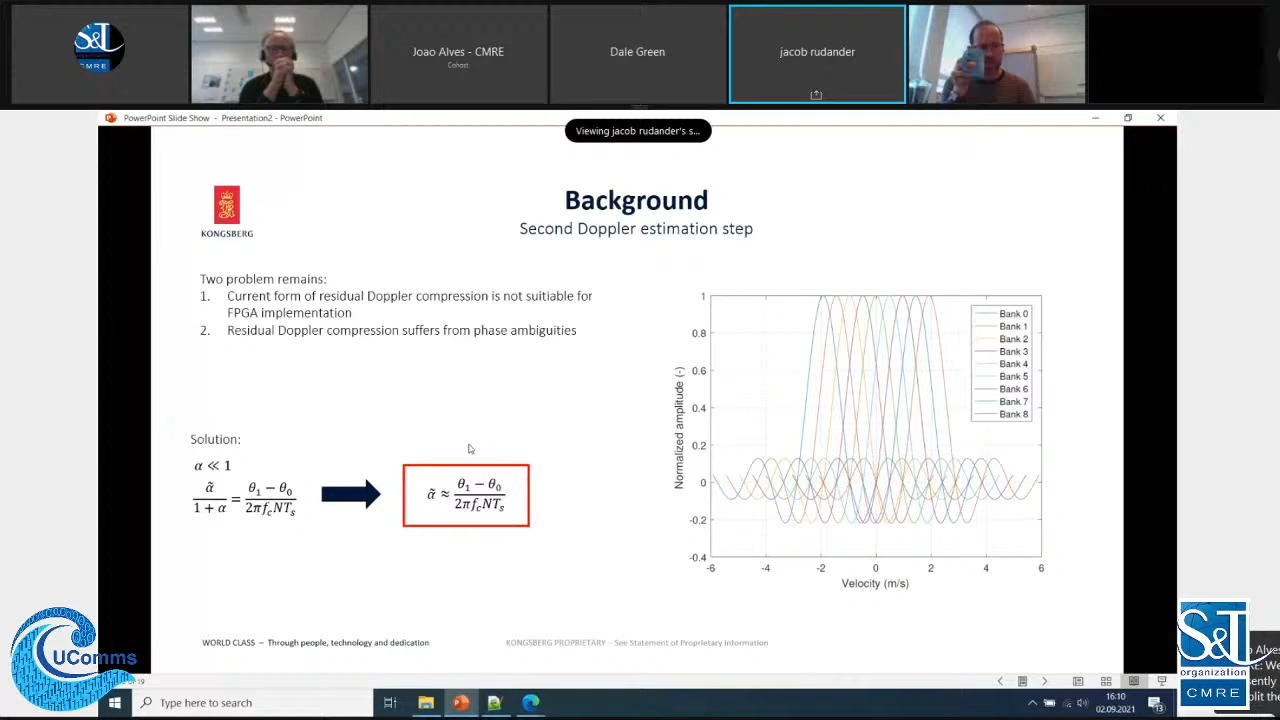 S&T
CMRE
Joao Alves - CMRE
Cohost
Dale Green
jacob rudander
PowerPoint Slide Show - Presentation2 - PowerPoint
Viewing jacob rudander's s...
KONGSBERG
Background
Second Doppler estimation step
Two problem remains:
1. Current form of residual Doppler compression is not suitiable for
FPGA implementation
2. Residual Doppler compression suffers from phase ambiguities
Solution:
α ≪ 1
α̃ / (1 + α) = (θ₁ − θ₀) / (2πf_cNT_s)
α̃ ≈ (θ₁ − θ₀) / (2πf_cNT_s)
Normalized amplitude (-)
1
0.8
0.6
0.4
0.2
0
-0.2
-0.4
-6 -4 -2 0 2 4 6
Velocity (m/s)
Bank 0
Bank 1
Bank 2
Bank 3
Bank 4
Bank 5
Bank 6
Bank 7
Bank 8
WORLD CLASS – Through people, technology and dedication
KONGSBERG PROPRIETARY - See Statement of Proprietary information
UComms
S&T
organization
CMRE
of 19
Type here to search
16:10
02.09.2021
13